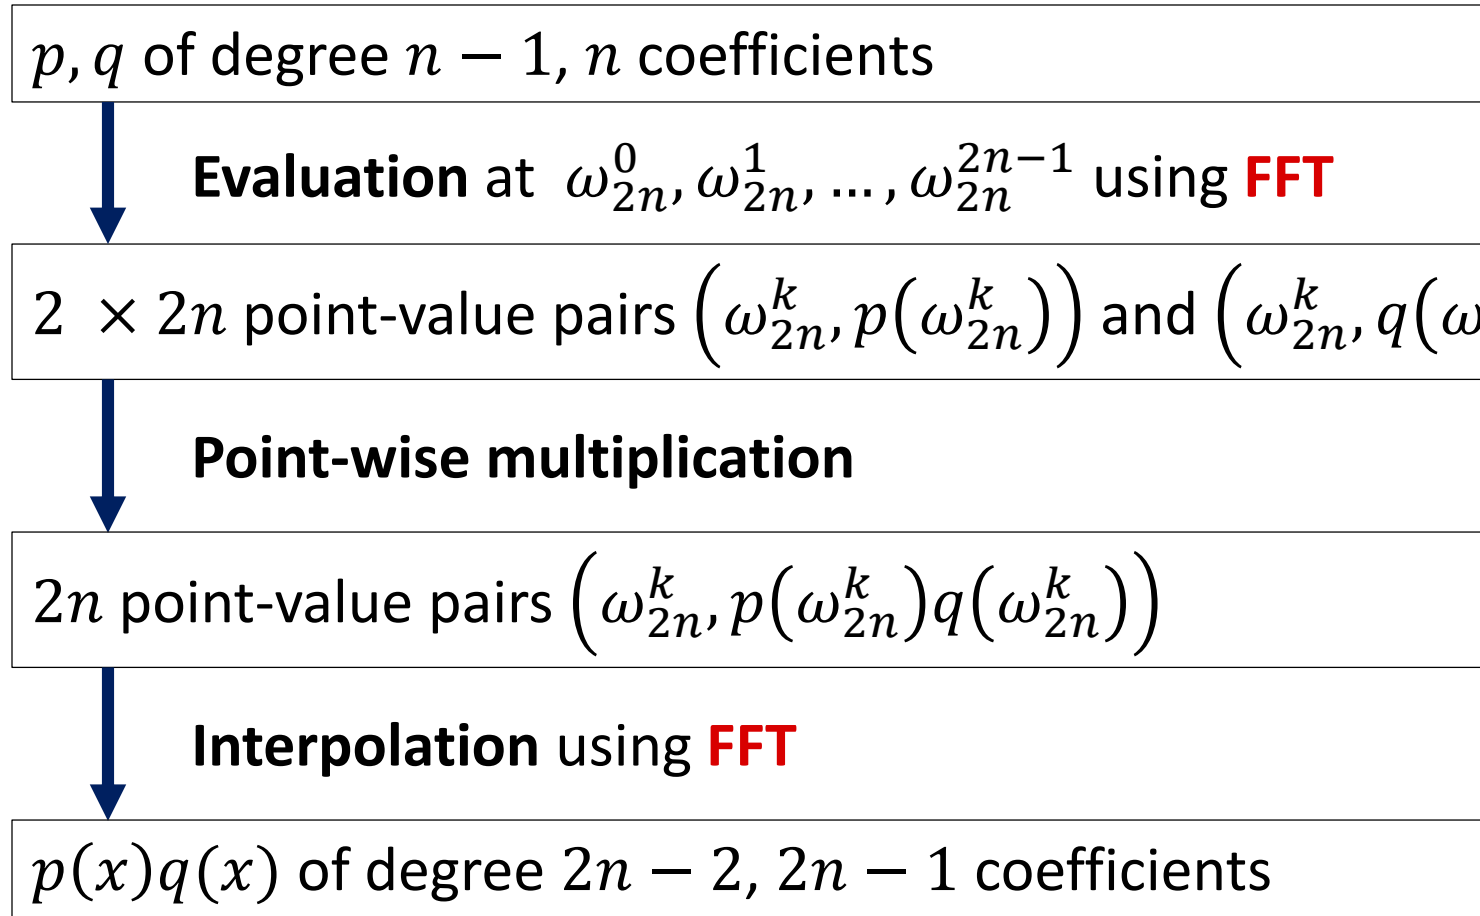 p, q of degree n − 1, n coefficients
Evaluation at ω_{2n}^0, ω_{2n}^1, … , ω_{2n}^{2n−1} using FFT
2 × 2n point-value pairs (ω_{2n}^k, p(ω_{2n}^k)) and (ω_{2n}^k, q(ω
Point-wise multiplication
2n point-value pairs (ω_{2n}^k, p(ω_{2n}^k)q(ω_{2n}^k))
Interpolation using FFT
p(x)q(x) of degree 2n − 2, 2n − 1 coefficients